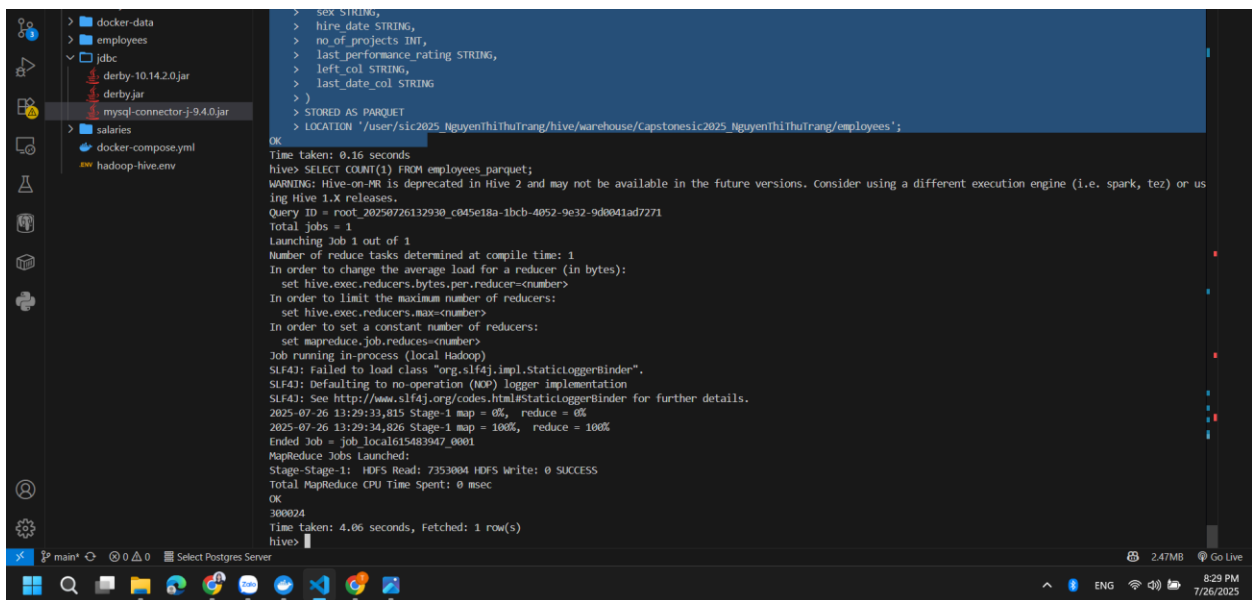 docker-data
employees
jdbc
derby-10.14.2.0.jar
derby.jar
mysql-connector-j-9.4.0.jar
salaries
docker-compose.yml
.ENV hadoop-hive.env
3
> sex STRING,
> hire_date STRING,
> no_of_projects INT,
> last_performance_rating STRING,
> left_col STRING,
> last_date_col STRING
> )
> STORED AS PARQUET
> LOCATION '/user/sic2025_NguyenThiThuTrang/hive/warehouse/Capstonesic2025_NguyenThiThuTrang/employees';
OK
Time taken: 0.16 seconds
hive> SELECT COUNT(1) FROM employees_parquet;
WARNING: Hive-on-MR is deprecated in Hive 2 and may not be available in the future versions. Consider using a different execution engine (i.e. spark, tez) or us
ing Hive 1.X releases.
Query ID = root_20250726132930_c045e18a-1bcb-4052-9e32-9d0041ad7271
Total jobs = 1
Launching Job 1 out of 1
Number of reduce tasks determined at compile time: 1
In order to change the average load for a reducer (in bytes):
set hive.exec.reducers.bytes.per.reducer=<number>
In order to limit the maximum number of reducers:
set hive.exec.reducers.max=<number>
In order to set a constant number of reducers:
set mapreduce.job.reduces=<number>
Job running in-process (local Hadoop)
SLF4J: Failed to load class "org.slf4j.impl.StaticLoggerBinder".
SLF4J: Defaulting to no-operation (NOP) logger implementation
SLF4J: See http://www.slf4j.org/codes.html#StaticLoggerBinder for further details.
2025-07-26 13:29:33,815 Stage-1 map = 0%, reduce = 0%
2025-07-26 13:29:34,826 Stage-1 map = 100%, reduce = 100%
Ended Job = job_local615483947_0001
MapReduce Jobs Launched:
Stage-Stage-1: HDFS Read: 7353004 HDFS Write: 0 SUCCESS
Total MapReduce CPU Time Spent: 0 msec
OK
300024
Time taken: 4.06 seconds, Fetched: 1 row(s)
hive>
main* 0 0 Select Postgres Server 2.47MB Go Live
Zalo ENG 8:29 PM
7/26/2025